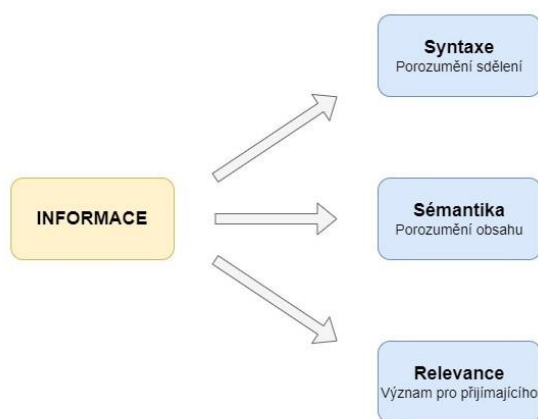 Syntaxe
Porozumění sdělení
INFORMACE
Sémantika
Porozumění obsahu
Relevance
Význam pro přijímajícího